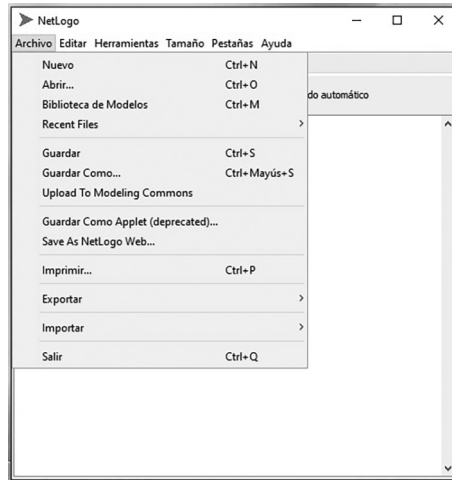 NetLogo
Archivo Editar Herramientas Tamaño Pestañas Ayuda
Nuevo Ctrl+N
Abrir... Ctrl+O
do automático
Biblioteca de Modelos Ctrl+M
Recent Files
Guardar Ctrl+S
Guardar Como... Ctrl+Mayús+S
Upload To Modeling Commons
Guardar Como Applet (deprecated)...
Save As NetLogo Web...
Imprimir... Ctrl+P
Exportar
Importar
Salir Ctrl+Q